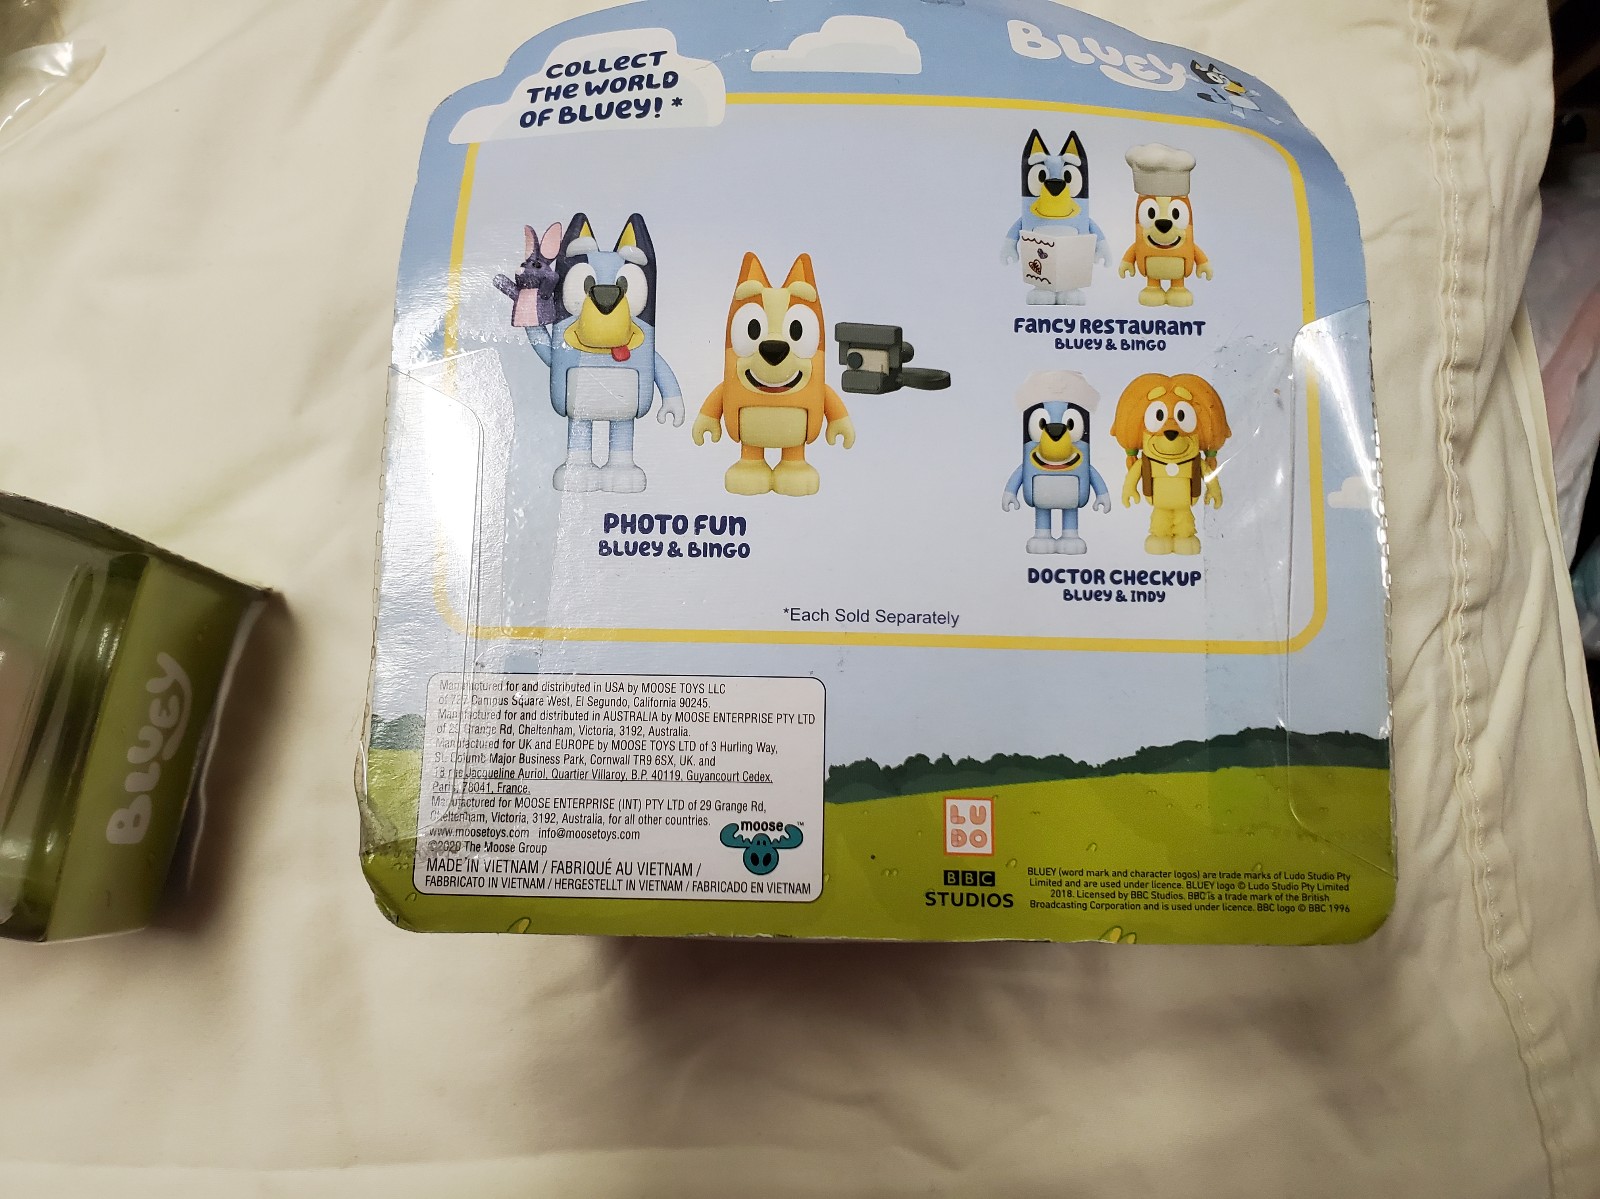 COLLECT
THE WORLD
OF BLUEY! *
BLUEY
FANCY RESTAURANT
BLUEY & BINGO
PHOTO FUN
BLUEY & BINGO
DOCTOR CHECKUP
BLUEY & INDY
*Each Sold Separately
Manufactured for and distributed in USA by MOOSE TOYS LLC
of 737 Campus Square West, El Segundo, California 90245.
Manufactured for and distributed in AUSTRALIA by MOOSE ENTERPRISE PTY LTD
of 29 Grange Rd, Cheltenham, Victoria, 3192, Australia.
Manufactured for UK and EUROPE by MOOSE TOYS LTD of 3 Hurling Way,
St. Columb Major Business Park, Cornwall TR9 6SX, UK, and
18 rue Jacqueline Auriol, Quartier Villaroy, B.P. 40119, Guyancourt Cedex,
Paris, 78041, France.
Manufactured for MOOSE ENTERPRISE (INT) PTY LTD of 29 Grange Rd,
Cheltenham, Victoria, 3192, Australia, for all other countries.
www.moosetoys.com info@moosetoys.com
©2020 The Moose Group
MADE IN VIETNAM / FABRIQUÉ AU VIETNAM /
FABBRICATO IN VIETNAM / HERGESTELLT IN VIETNAM / FABRICADO EN VIETNAM
moose ™
LU
DO
BBC
STUDIOS
BLUEY (word mark and character logos) are trade marks of Ludo Studio Pty
Limited and are used under licence. BLUEY logo © Ludo Studio Pty Limited
2018. Licensed by BBC Studios. BBC is a trade mark of the British
Broadcasting Corporation and is used under licence. BBC logo © BBC 1996
BLUEY